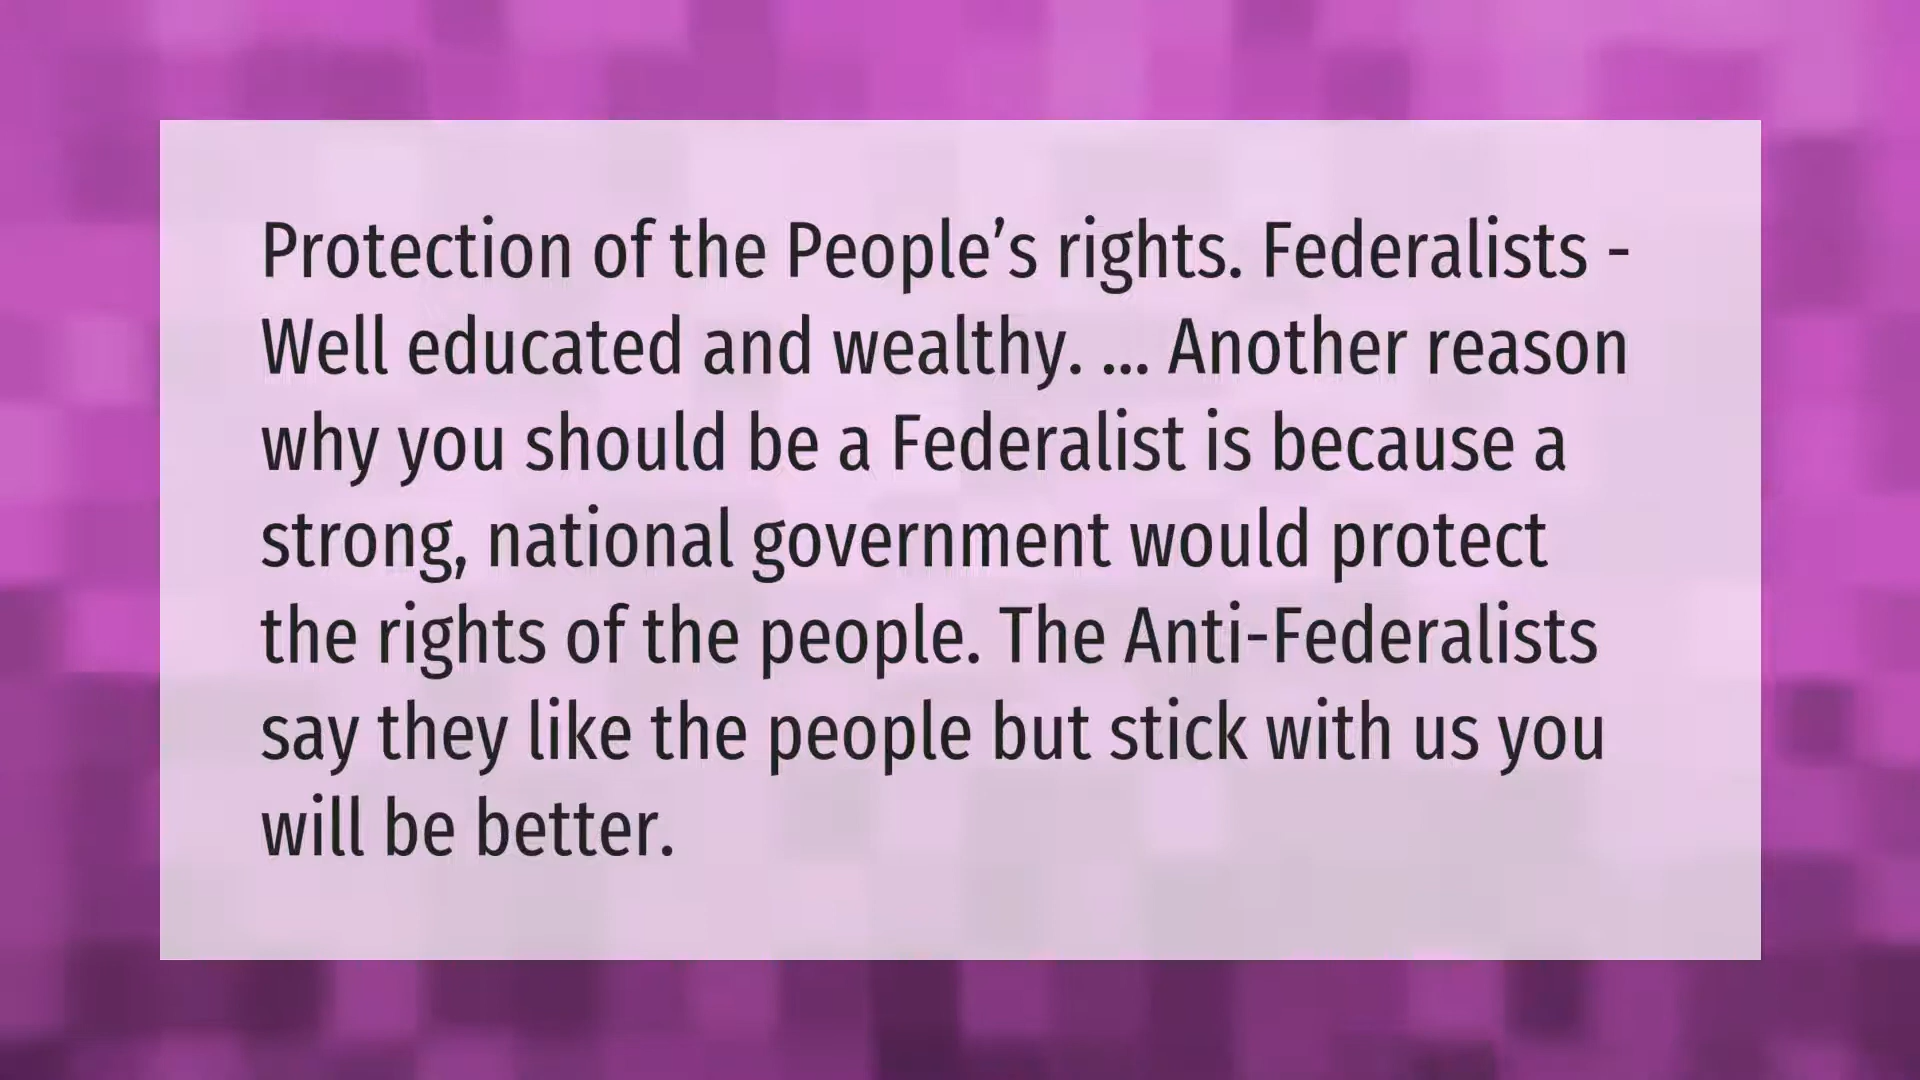 Protection of the People’s rights. Federalists -
Well educated and wealthy. ... Another reason
why you should be a Federalist is because a
strong, national government would protect
the rights of the people. The Anti-Federalists
say they like the people but stick with us you
will be better.